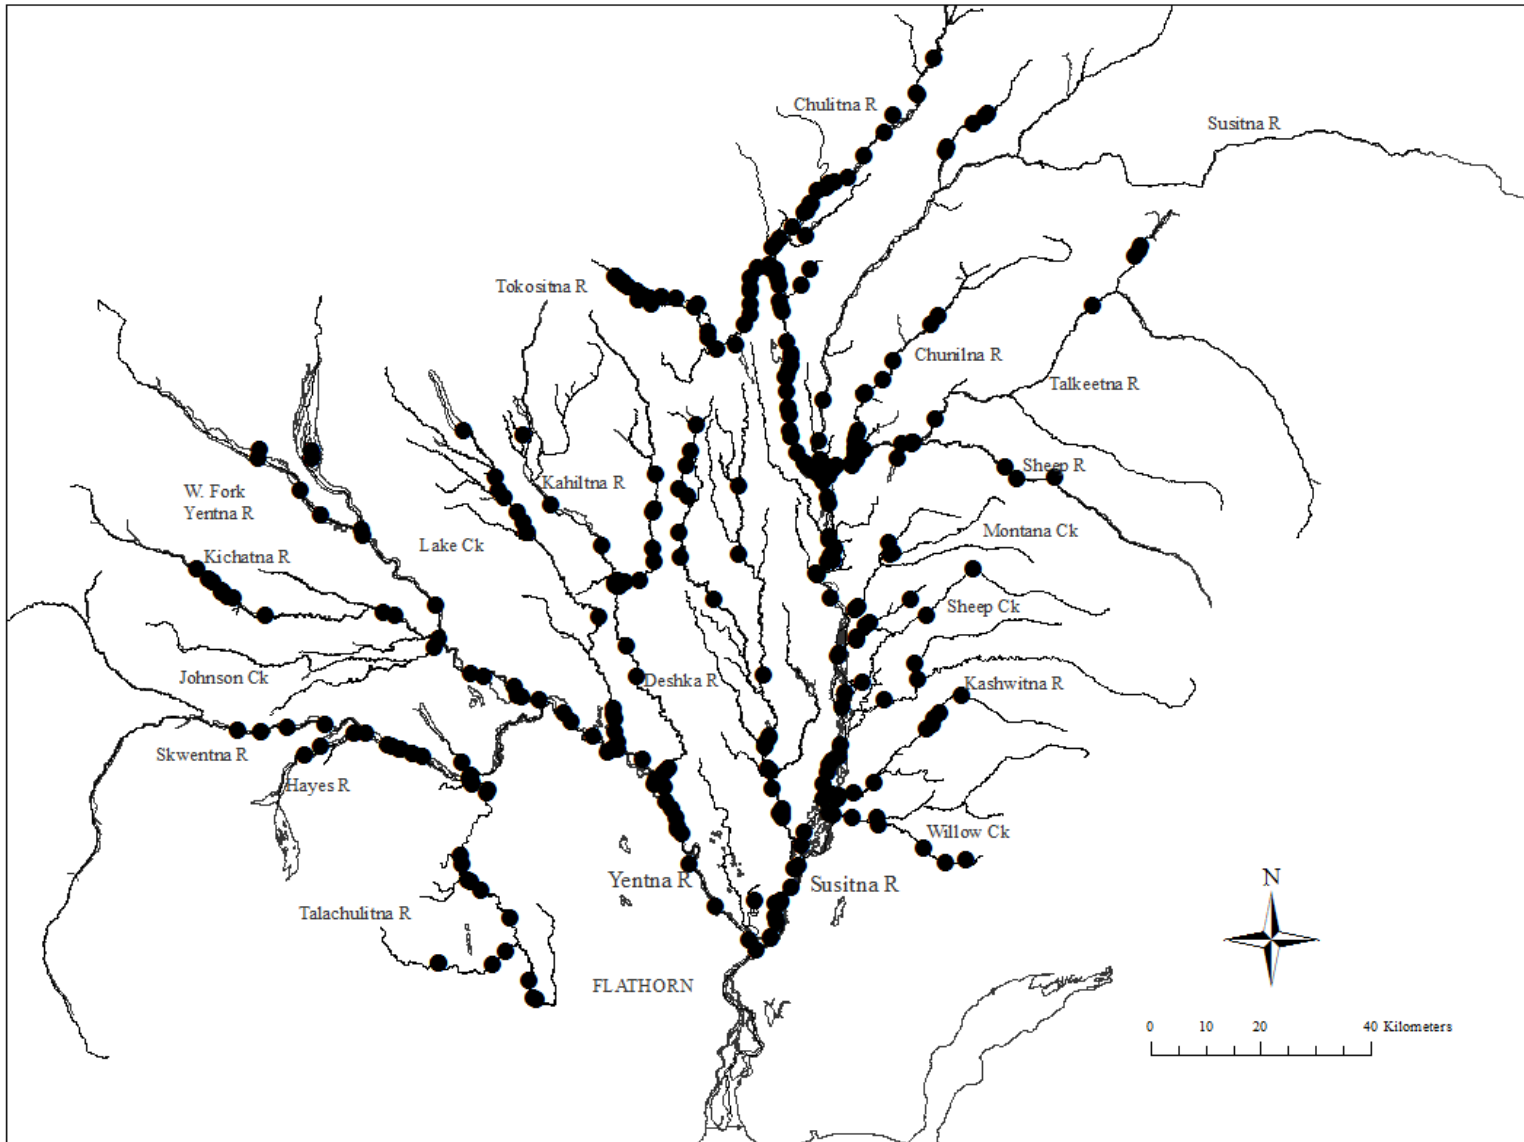 Chulitna R
Susitna R
Tokositna R
Chunilna R
Talkeetna R
Sheep R
Kahiltna R
W. Fork
Yentna R
Montana Ck
Lake Ck
Kichatna R
Sheep Ck
Johnson Ck
Deshka R
Kashwitna R
Skwentna R
Hayes R
Willow Ck
Yentna R
Susitna R
N
Talachulitna R
FLATHORN
0 10 20 40 Kilometers